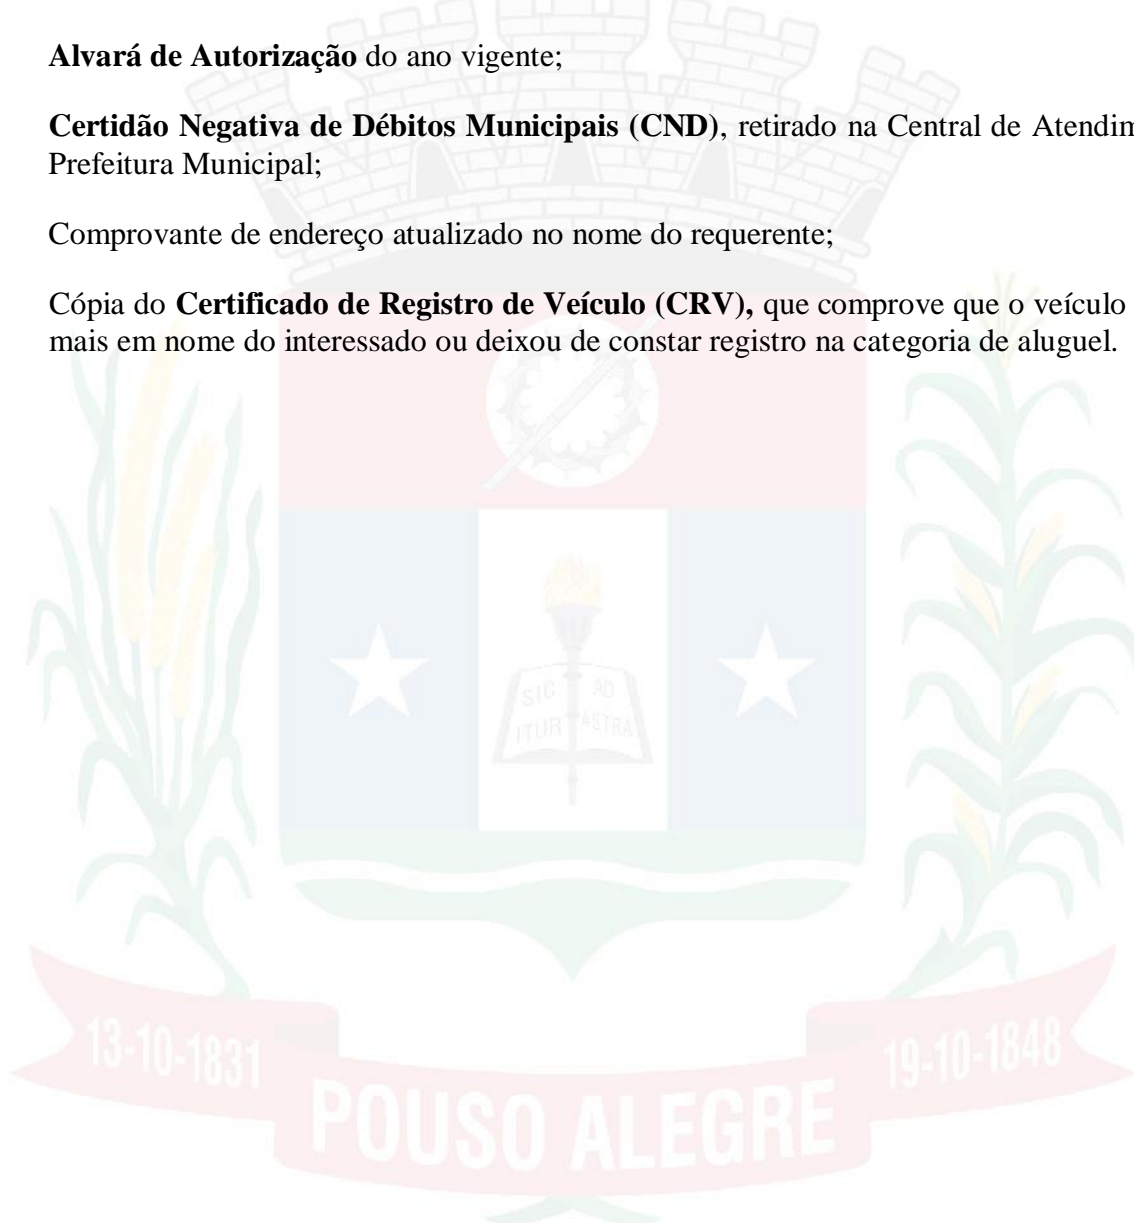 Alvará de Autorização do ano vigente;
Certidão Negativa de Débitos Municipais (CND), retirado na Central de
Prefeitura Municipal;
Comprovante de endereço atualizado no nome do requerente;
Cópia do Certificado de Registro de Veículo (CRV), que comprove que o veículo
mais em nome do interessado ou deixou de constar registro na categoria de aluguel.
SIC AD
ITUR ASTRA
13-10-1831
19-10-1848
POUSO ALEGRE